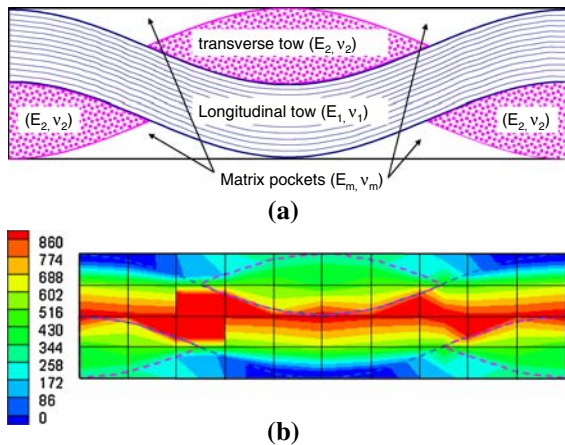 transverse tow (E2, ν2)
Longitudinal tow (E1, ν1)
(E2, ν2)
(E2, ν2)
Matrix pockets (Em, νm)
(a)
860
774
688
602
516
430
344
258
172
86
0
(b)